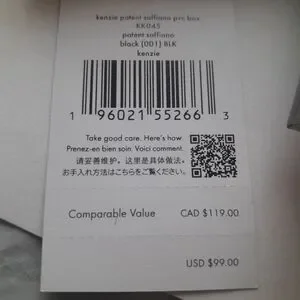 kenzie patent saffiano prc box
KK045
patent saffiano
black (001) BLK
kenzie
1 96021 55266 3
Take good care. Here's how.
Prenez-en bien soin. Voici comment.
请妥善维护，这里是具体做法。
お手入れ方法はこちらをご覧ください。
Comparable Value CAD $119.00
USD $99.00